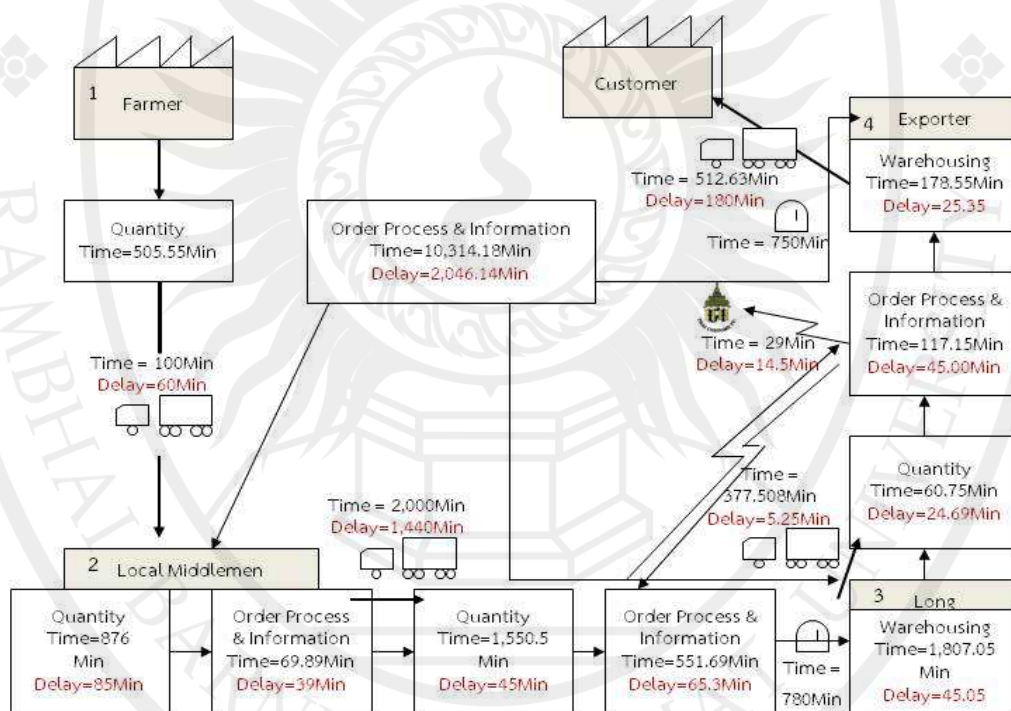 1
Farmer
Quantity
Time=505.55Min
Time = 100Min
Delay=60Min
Customer
Time = 512.63Min
Delay=180Min
Time = 750Min
Order Process & Information
Time=10,314.18Min
Delay=2,046.14Min
Time = 29Min
Delay=14.5Min
4 Exporter
Warehousing
Time=178.55Min
Delay=25.35
Order Process &
Information
Time=117.15Min
Delay=45.00Min
Quantity
Time=60.75Min
Delay=24.69Min
Time =
377.508Min
Delay=5.25Min
Time = 2,000Min
Delay=1,440Min
2 Local Middlemen
Quantity
Time=876
Min
Delay=85Min
Order Process
& Information
Time=69.89Min
Delay=39Min
Quantity
Time=1,550.5
Min
Delay=45Min
Order Process &
Information
Time=551.69Min
Delay=65.3Min
Time =
780Min
3 Long
Warehousing
Time=1,807.05
Min
Delay=45.05
RAMBHAI BARNI
UNIVERSITY